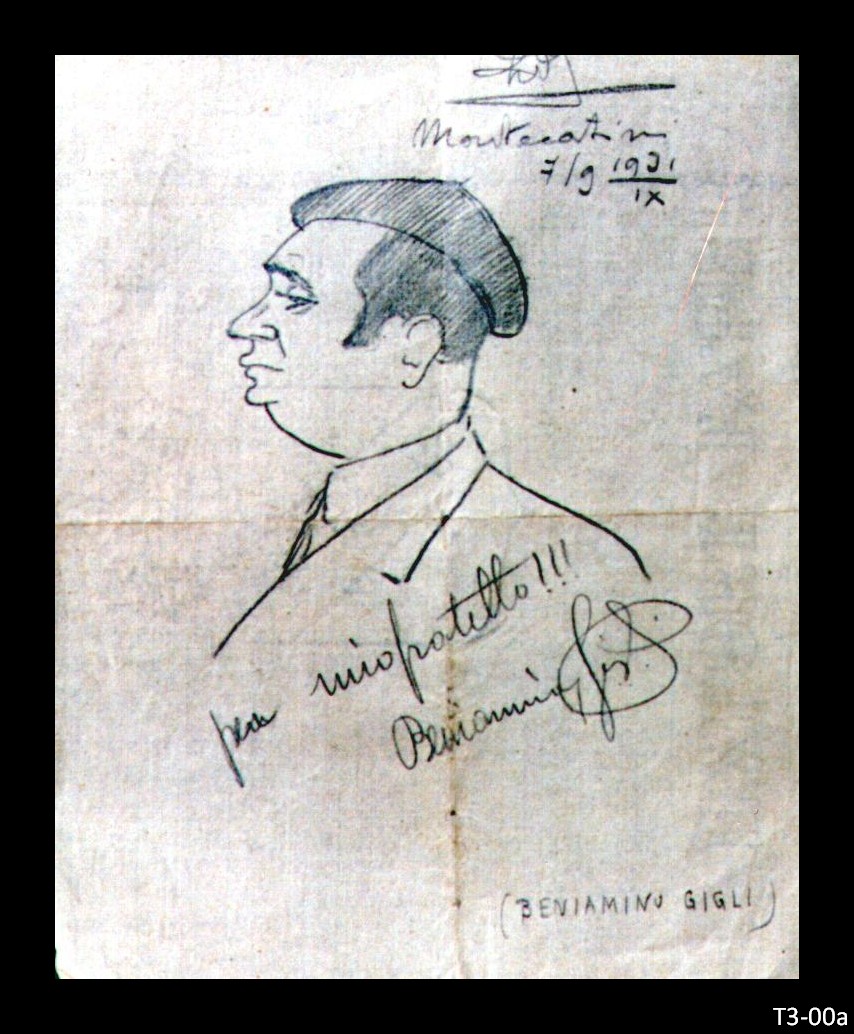 Montecatini
7/9 1931
IX
per mio fratello!!!
Beniamino Gigli
(BENIAMINO GIGLI)
T3-00a